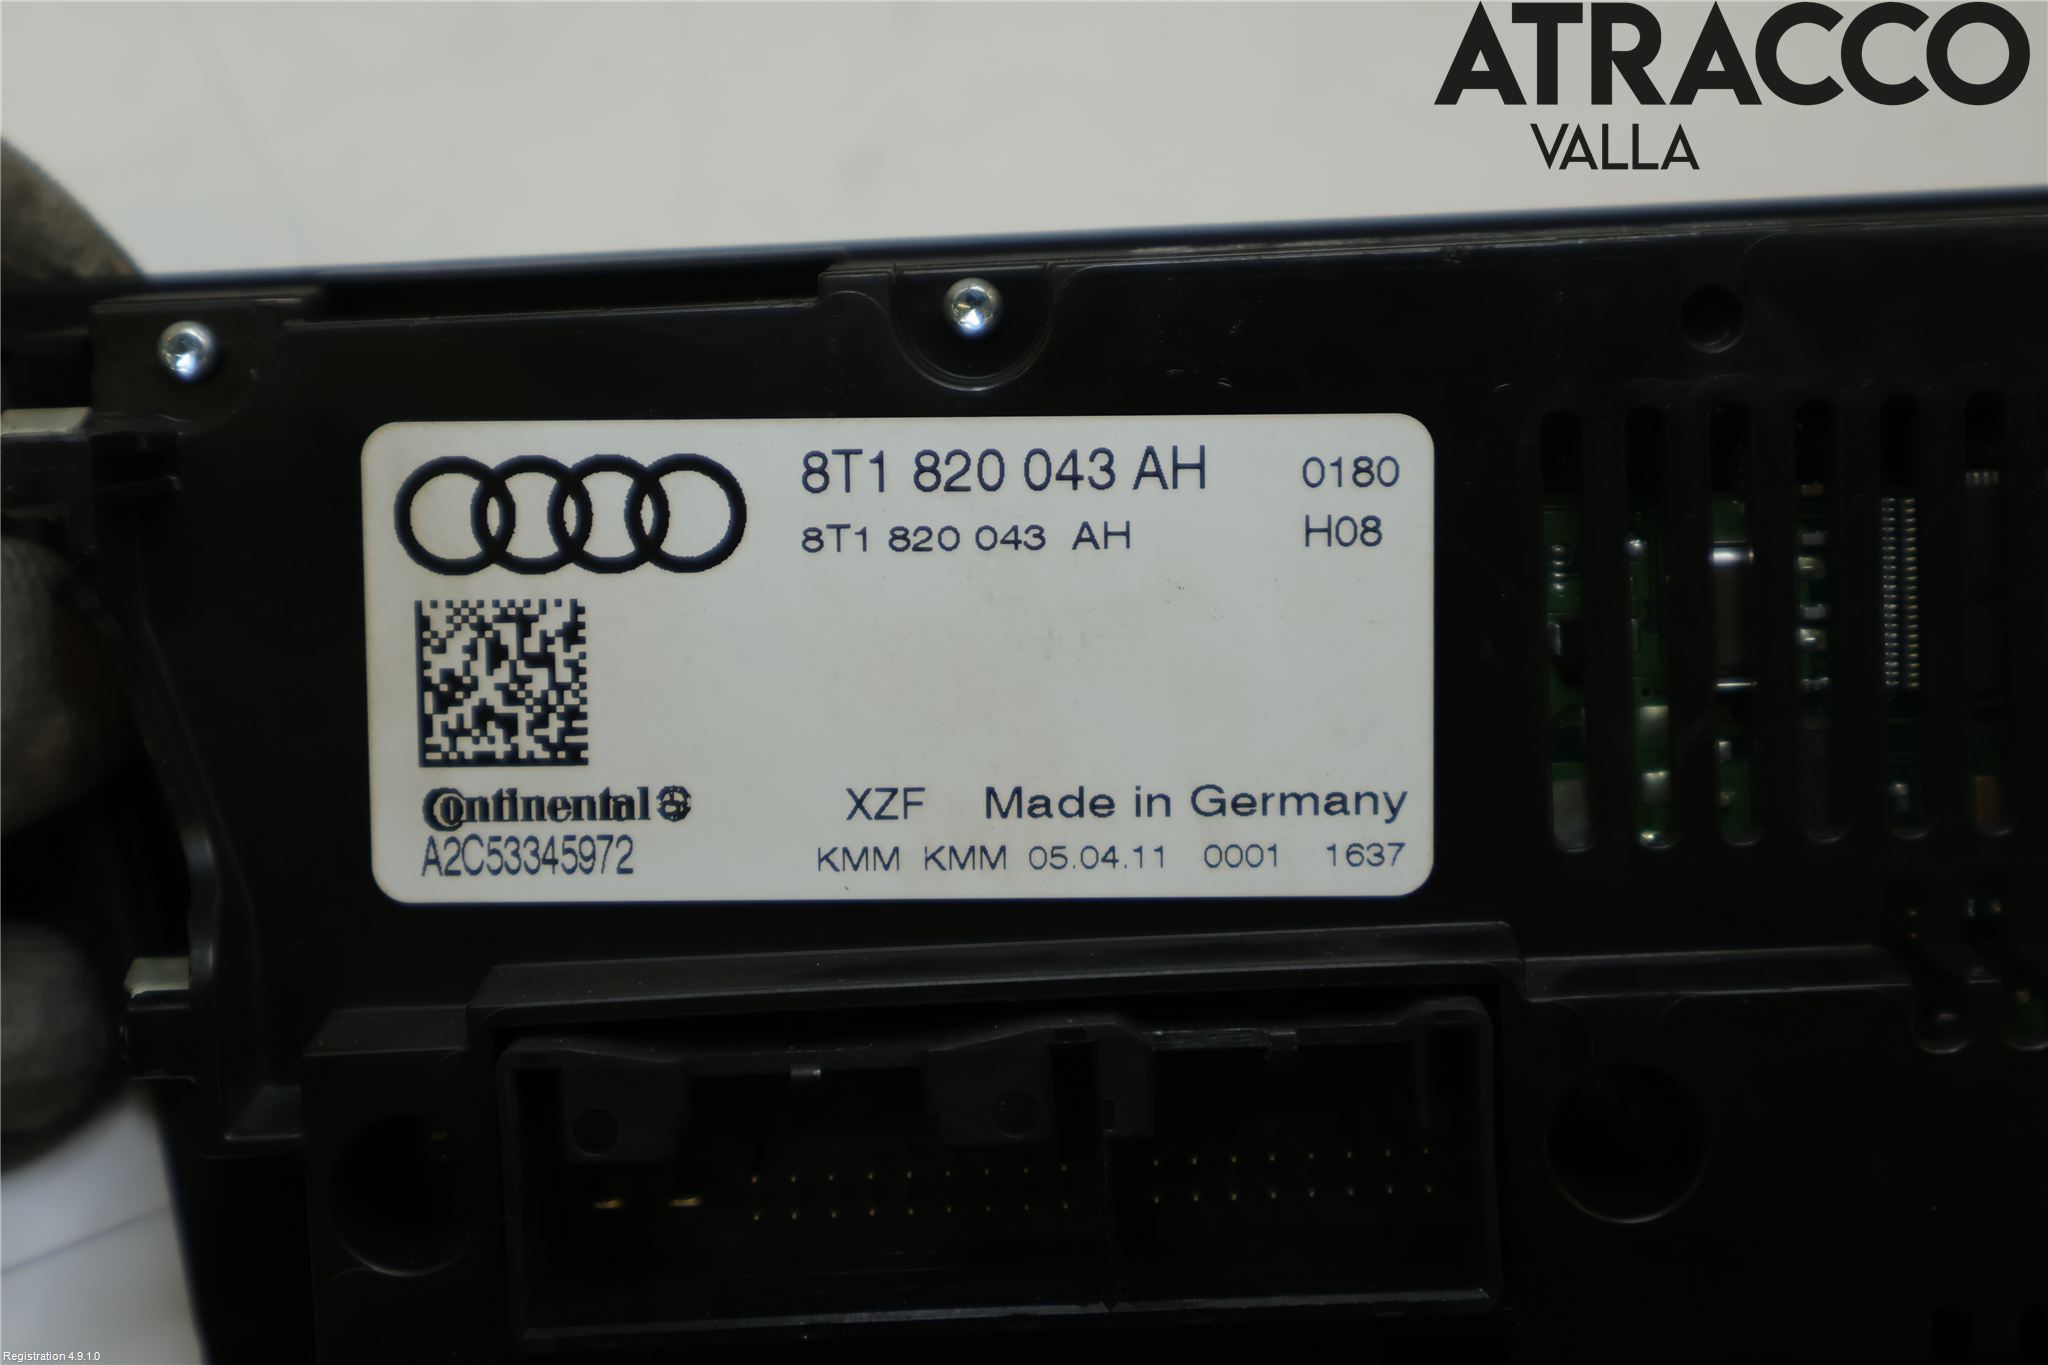 ATRACCO
VALLA
8T1 820 043 AH 0180
8T1 820 043 AH H08
Continental
XZF Made in Germany
A2C53345972
KMM KMM 05.04.11 0001 1637
Registration 4.9.1.0